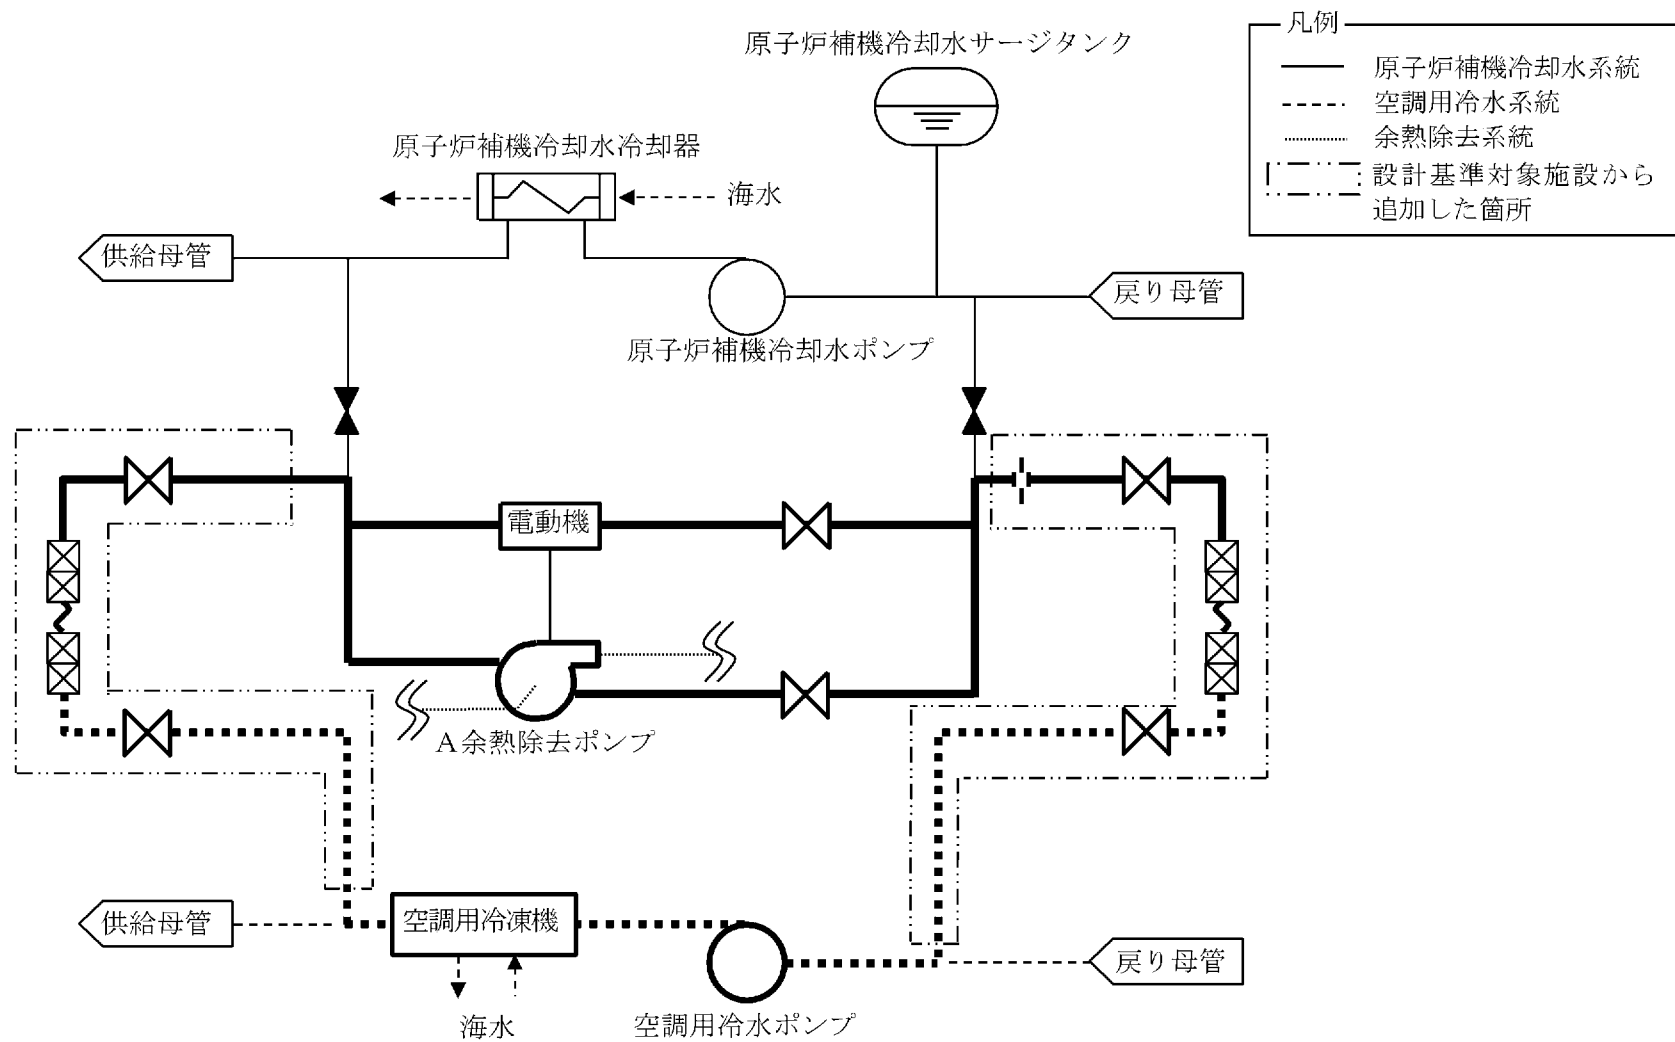 原子炉補機冷却水サージタンク
凡例
原子炉補機冷却水系統
空調用冷水系統
余熱除去系統
設計基準対象施設から
追加した箇所
原子炉補機冷却水冷却器
海水
供給母管
戻り母管
原子炉補機冷却水ポンプ
電動機
A余熱除去ポンプ
供給母管
空調用冷凍機
戻り母管
海水
空調用冷水ポンプ